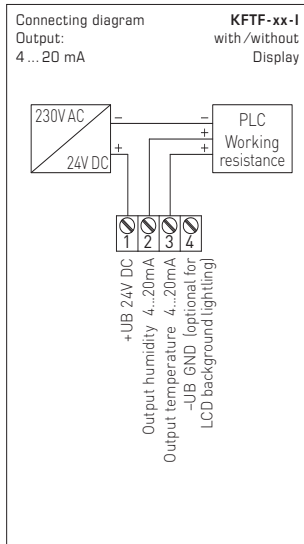 Connecting diagram
Output:
4 ... 20 mA
KFTF-xx-I
with /without
Display
230V AC
24V DC
–
+
–
+
+
PLC
Working
resistance
1 2 3 4
+UB 24V DC
Output humidity 4...20mA
Output temperature 4...20mA
–UB GND (optional for
LCD background lightling)